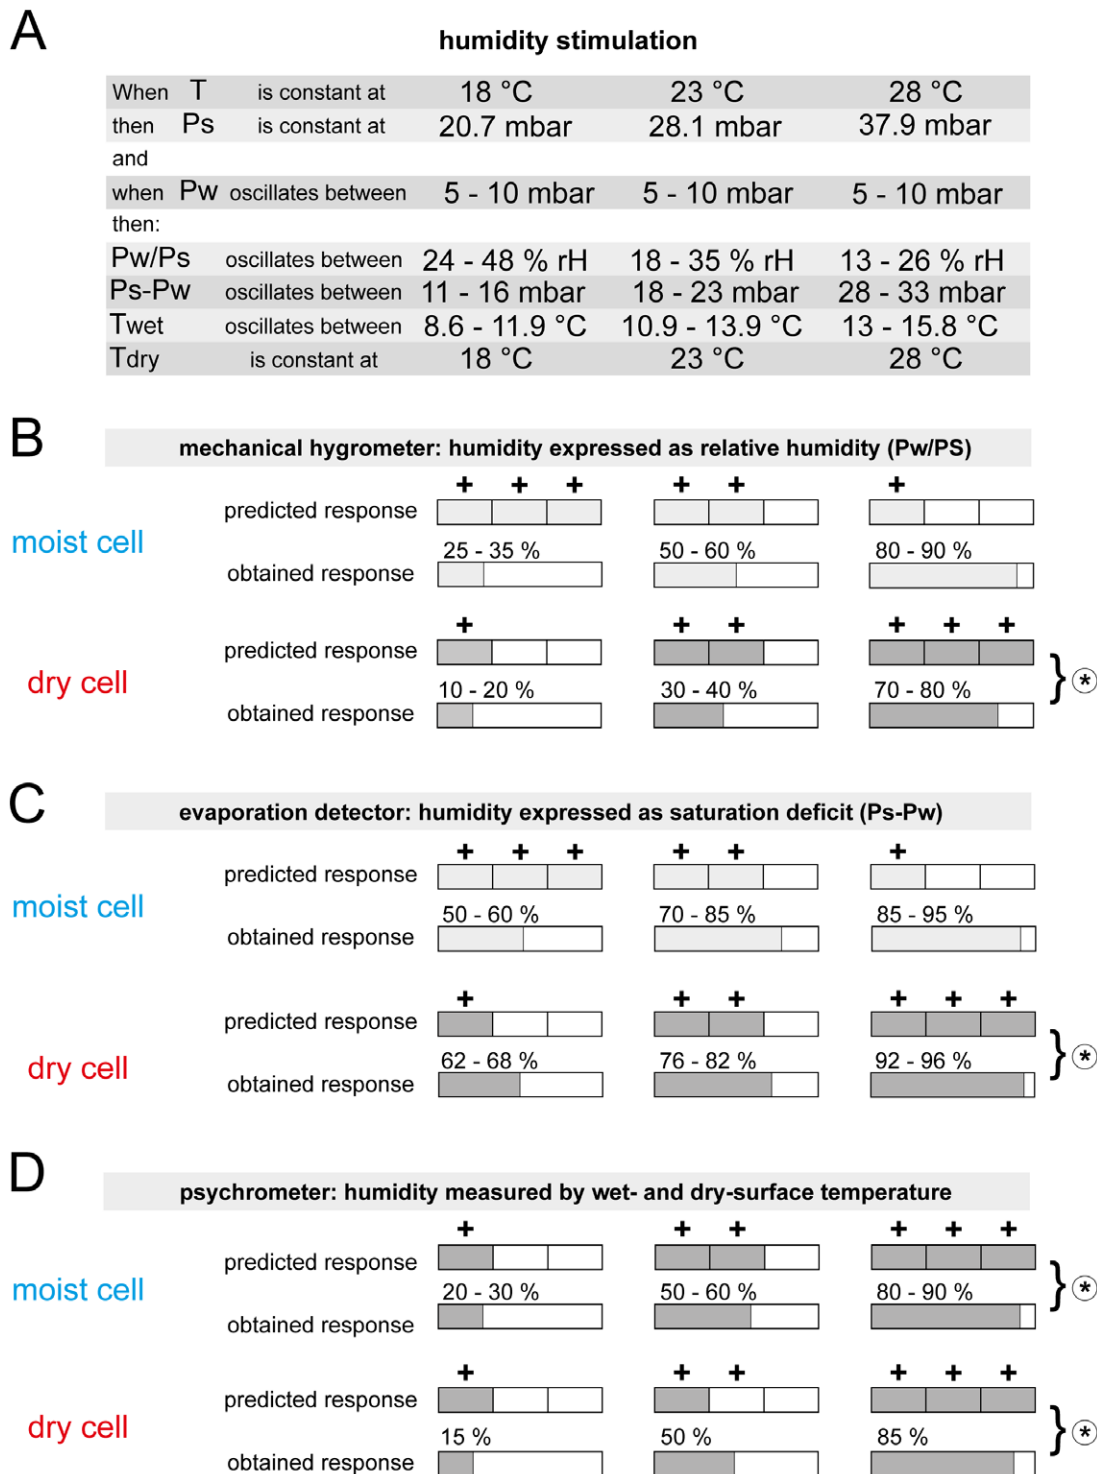 A
humidity stimulation
When T is constant at 18 °C 23 °C 28 °C
then Ps is constant at 20.7 mbar 28.1 mbar 37.9 mbar
and
when Pw oscillates between 5 - 10 mbar 5 - 10 mbar 5 - 10 mbar
then:
Pw/Ps oscillates between 24 - 48 % rH 18 - 35 % rH 13 - 26 % rH
Ps-Pw oscillates between 11 - 16 mbar 18 - 23 mbar 28 - 33 mbar
Twet oscillates between 8.6 - 11.9 °C 10.9 - 13.9 °C 13 - 15.8 °C
Tdry is constant at 18 °C 23 °C 28 °C
B
mechanical hygrometer: humidity expressed as relative humidity (Pw/PS)
+ + + + + +
predicted response
moist cell
25 - 35 % 50 - 60 % 80 - 90 %
obtained response
+ + + + + +
predicted response
dry cell
} *
10 - 20 % 30 - 40 % 70 - 80 %
obtained response
C
evaporation detector: humidity expressed as saturation deficit (Ps-Pw)
+ + + + + +
predicted response
moist cell
50 - 60 % 70 - 85 % 85 - 95 %
obtained response
+ + + + + +
predicted response
dry cell
} *
62 - 68 % 76 - 82 % 92 - 96 %
obtained response
D
psychrometer: humidity measured by wet- and dry-surface temperature
+ + + + + +
predicted response
moist cell
} *
20 - 30 % 50 - 60 % 80 - 90 %
obtained response
+ + + + + +
predicted response
dry cell
} *
15 % 50 % 85 %
obtained response